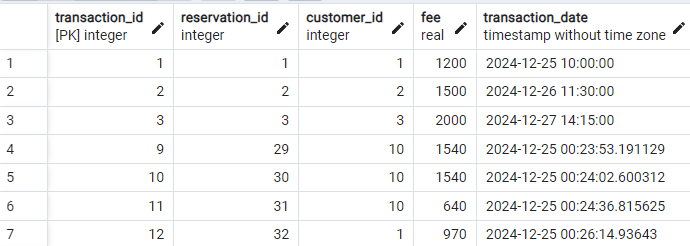 transaction_id reservation_id customer_id fee transaction_date
[PK] integer integer integer real timestamp without time zone
1 1 1 1 1200 2024-12-25 10:00:00
2 2 2 2 1500 2024-12-26 11:30:00
3 3 3 3 2000 2024-12-27 14:15:00
4 9 29 10 1540 2024-12-25 00:23:53.191129
5 10 30 10 1540 2024-12-25 00:24:02.600312
6 11 31 10 640 2024-12-25 00:24:36.815625
7 12 32 1 970 2024-12-25 00:26:14.93643